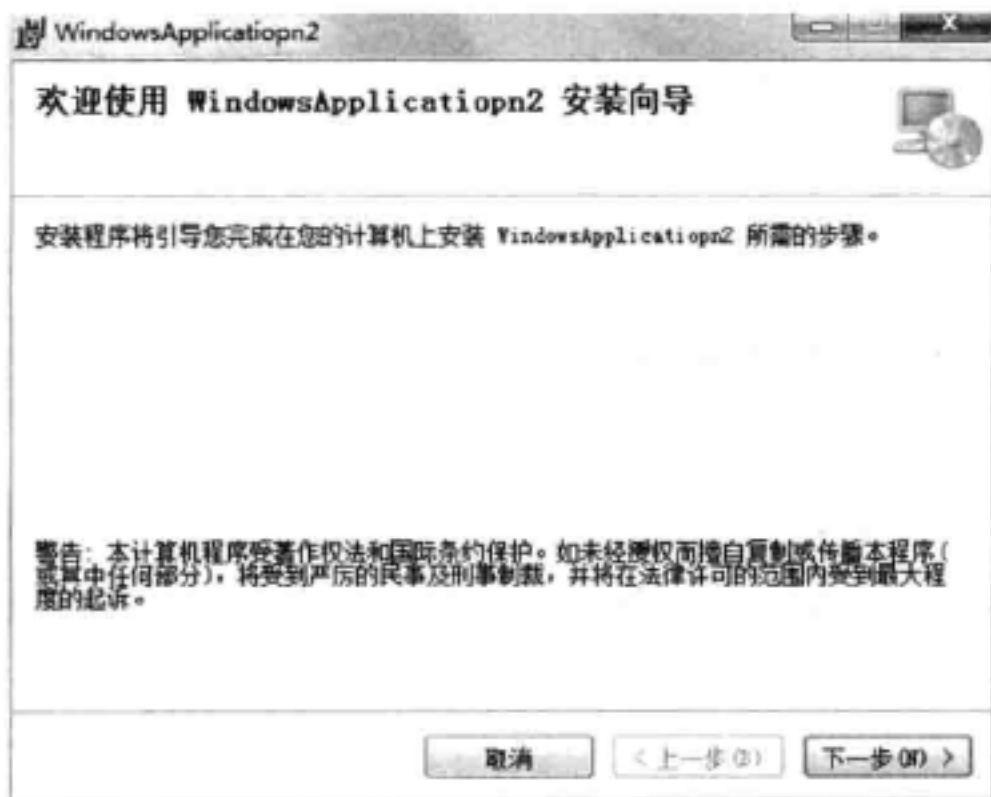 WindowsApplicatiopn2
欢迎使用 WindowsApplicatiopn2 安装向导
安装程序将引导您完成在您的计算机上安装 WindowsApplicatiopn2 所需的步骤。
警告: 本计算机程序受著作权法和国际条约保护。如未经授权而擅自复制或传播本程序(
或其中任何部分), 将受到严厉的民事及刑事制裁, 并将在法律许可的范围内受到最大程
度的起诉。
取消
< 上一步(B)
下一步(N) >